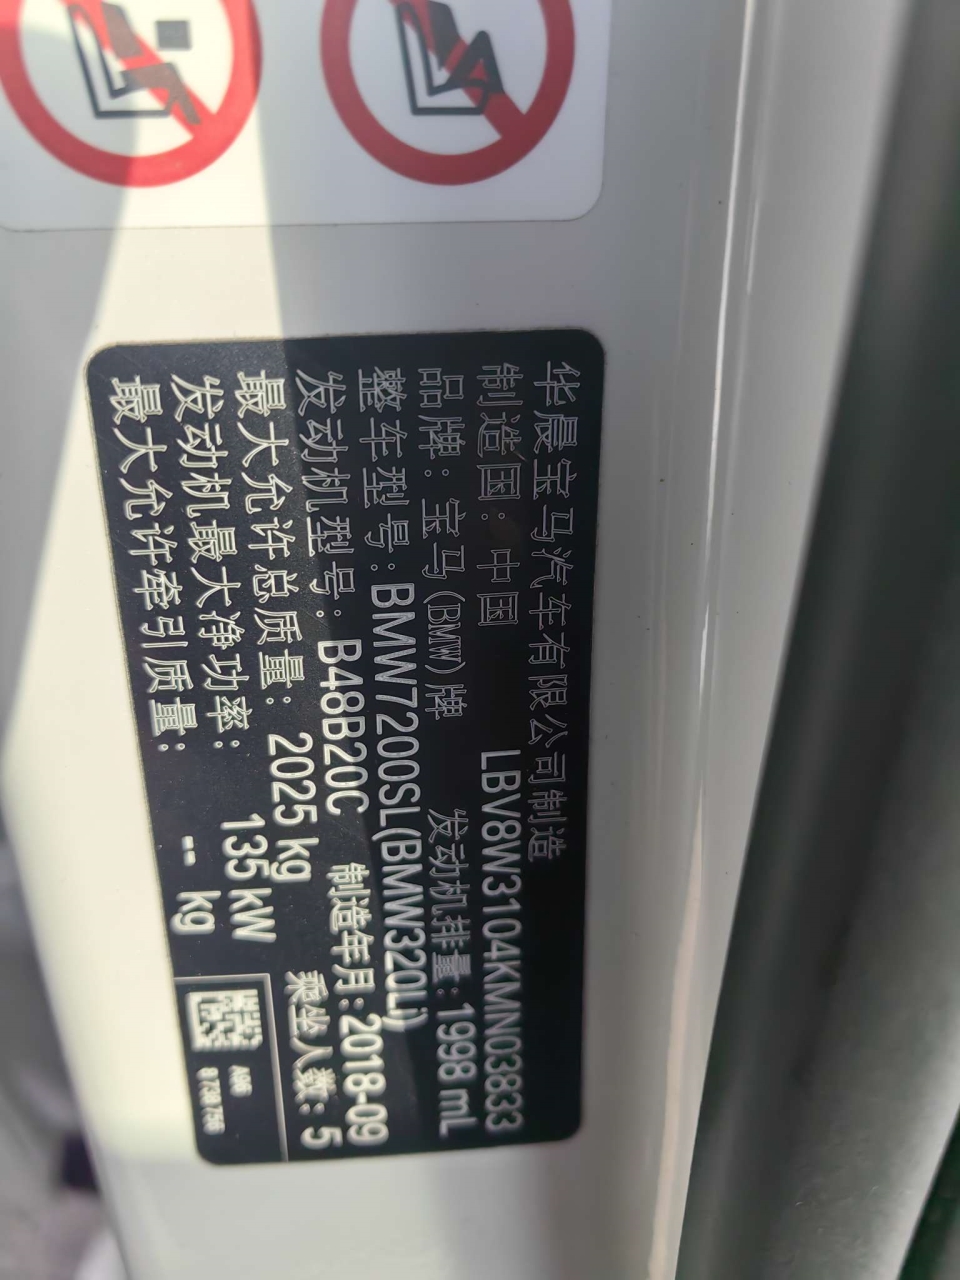 华晨宝马汽车有限公司制造
制造国：中国 LBV8W3104KMN03833
品牌：宝马(BMW)牌 发动机排量：1998 mL
整车型号：BMW7200SL(BMW320Li)
发动机型号：B48B20C 制造年月：2018-09
最大允许总质量：2025 kg 乘坐人数：5
发动机最大净功率：135 kW
最大允许牵引质量：-- kg